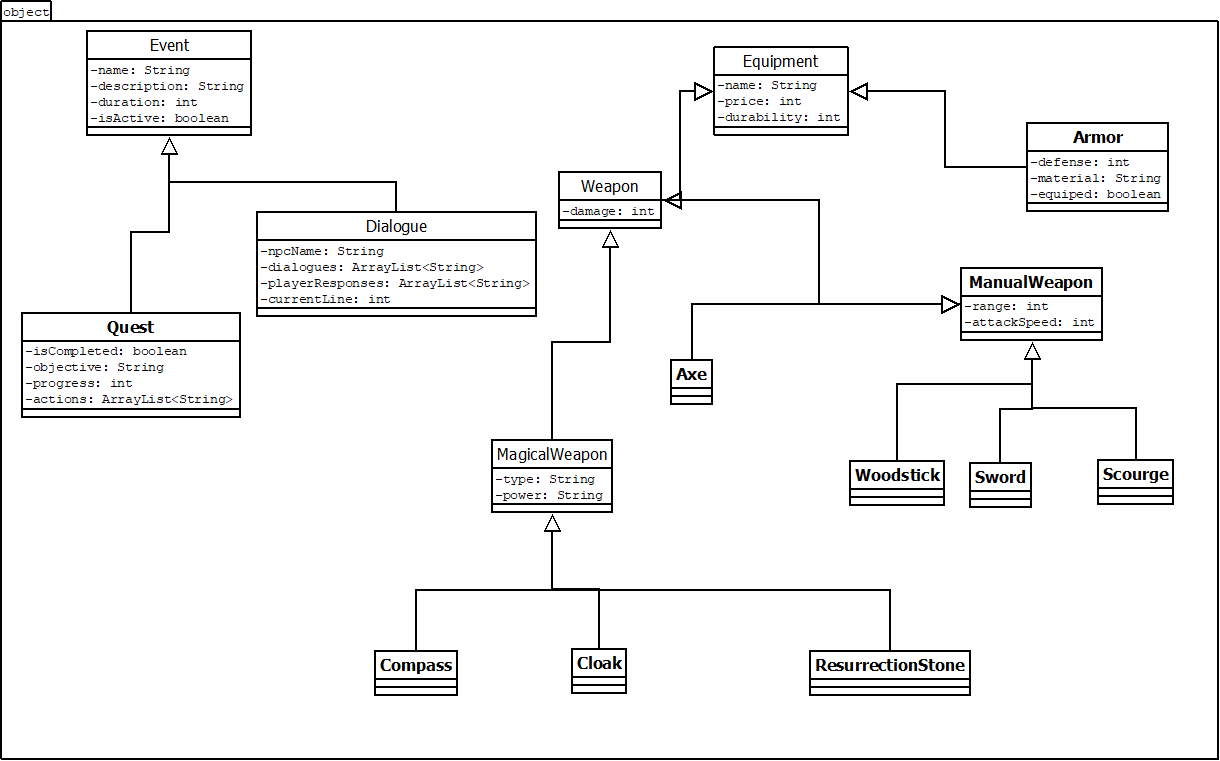 object
Event
-name: String
-description: String
-duration: int
-isActive: boolean
Equipment
-name: String
-price: int
-durability: int
Armor
-defense: int
-material: String
-equiped: boolean
Weapon
-damage: int
Dialogue
-npcName: String
-dialogues: ArrayList<String>
-playerResponses: ArrayList<String>
-currentLine: int
ManualWeapon
-range: int
-attackSpeed: int
Quest
-isCompleted: boolean
-objective: String
-progress: int
-actions: ArrayList<String>
Axe
MagicalWeapon
-type: String
-power: String
Woodstick
Sword
Scourge
Compass
Cloak
ResurrectionStone